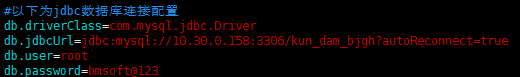 #以下为jdbc数据库连接配置
db.driverClass=com.mysql.jdbc.Driver
db.jdbcUrl=jdbc:mysql://10.30.0.158:3306/kun_dam_bjgh?autoReconnect=true
db.user=root
db.password=bmsoft@123